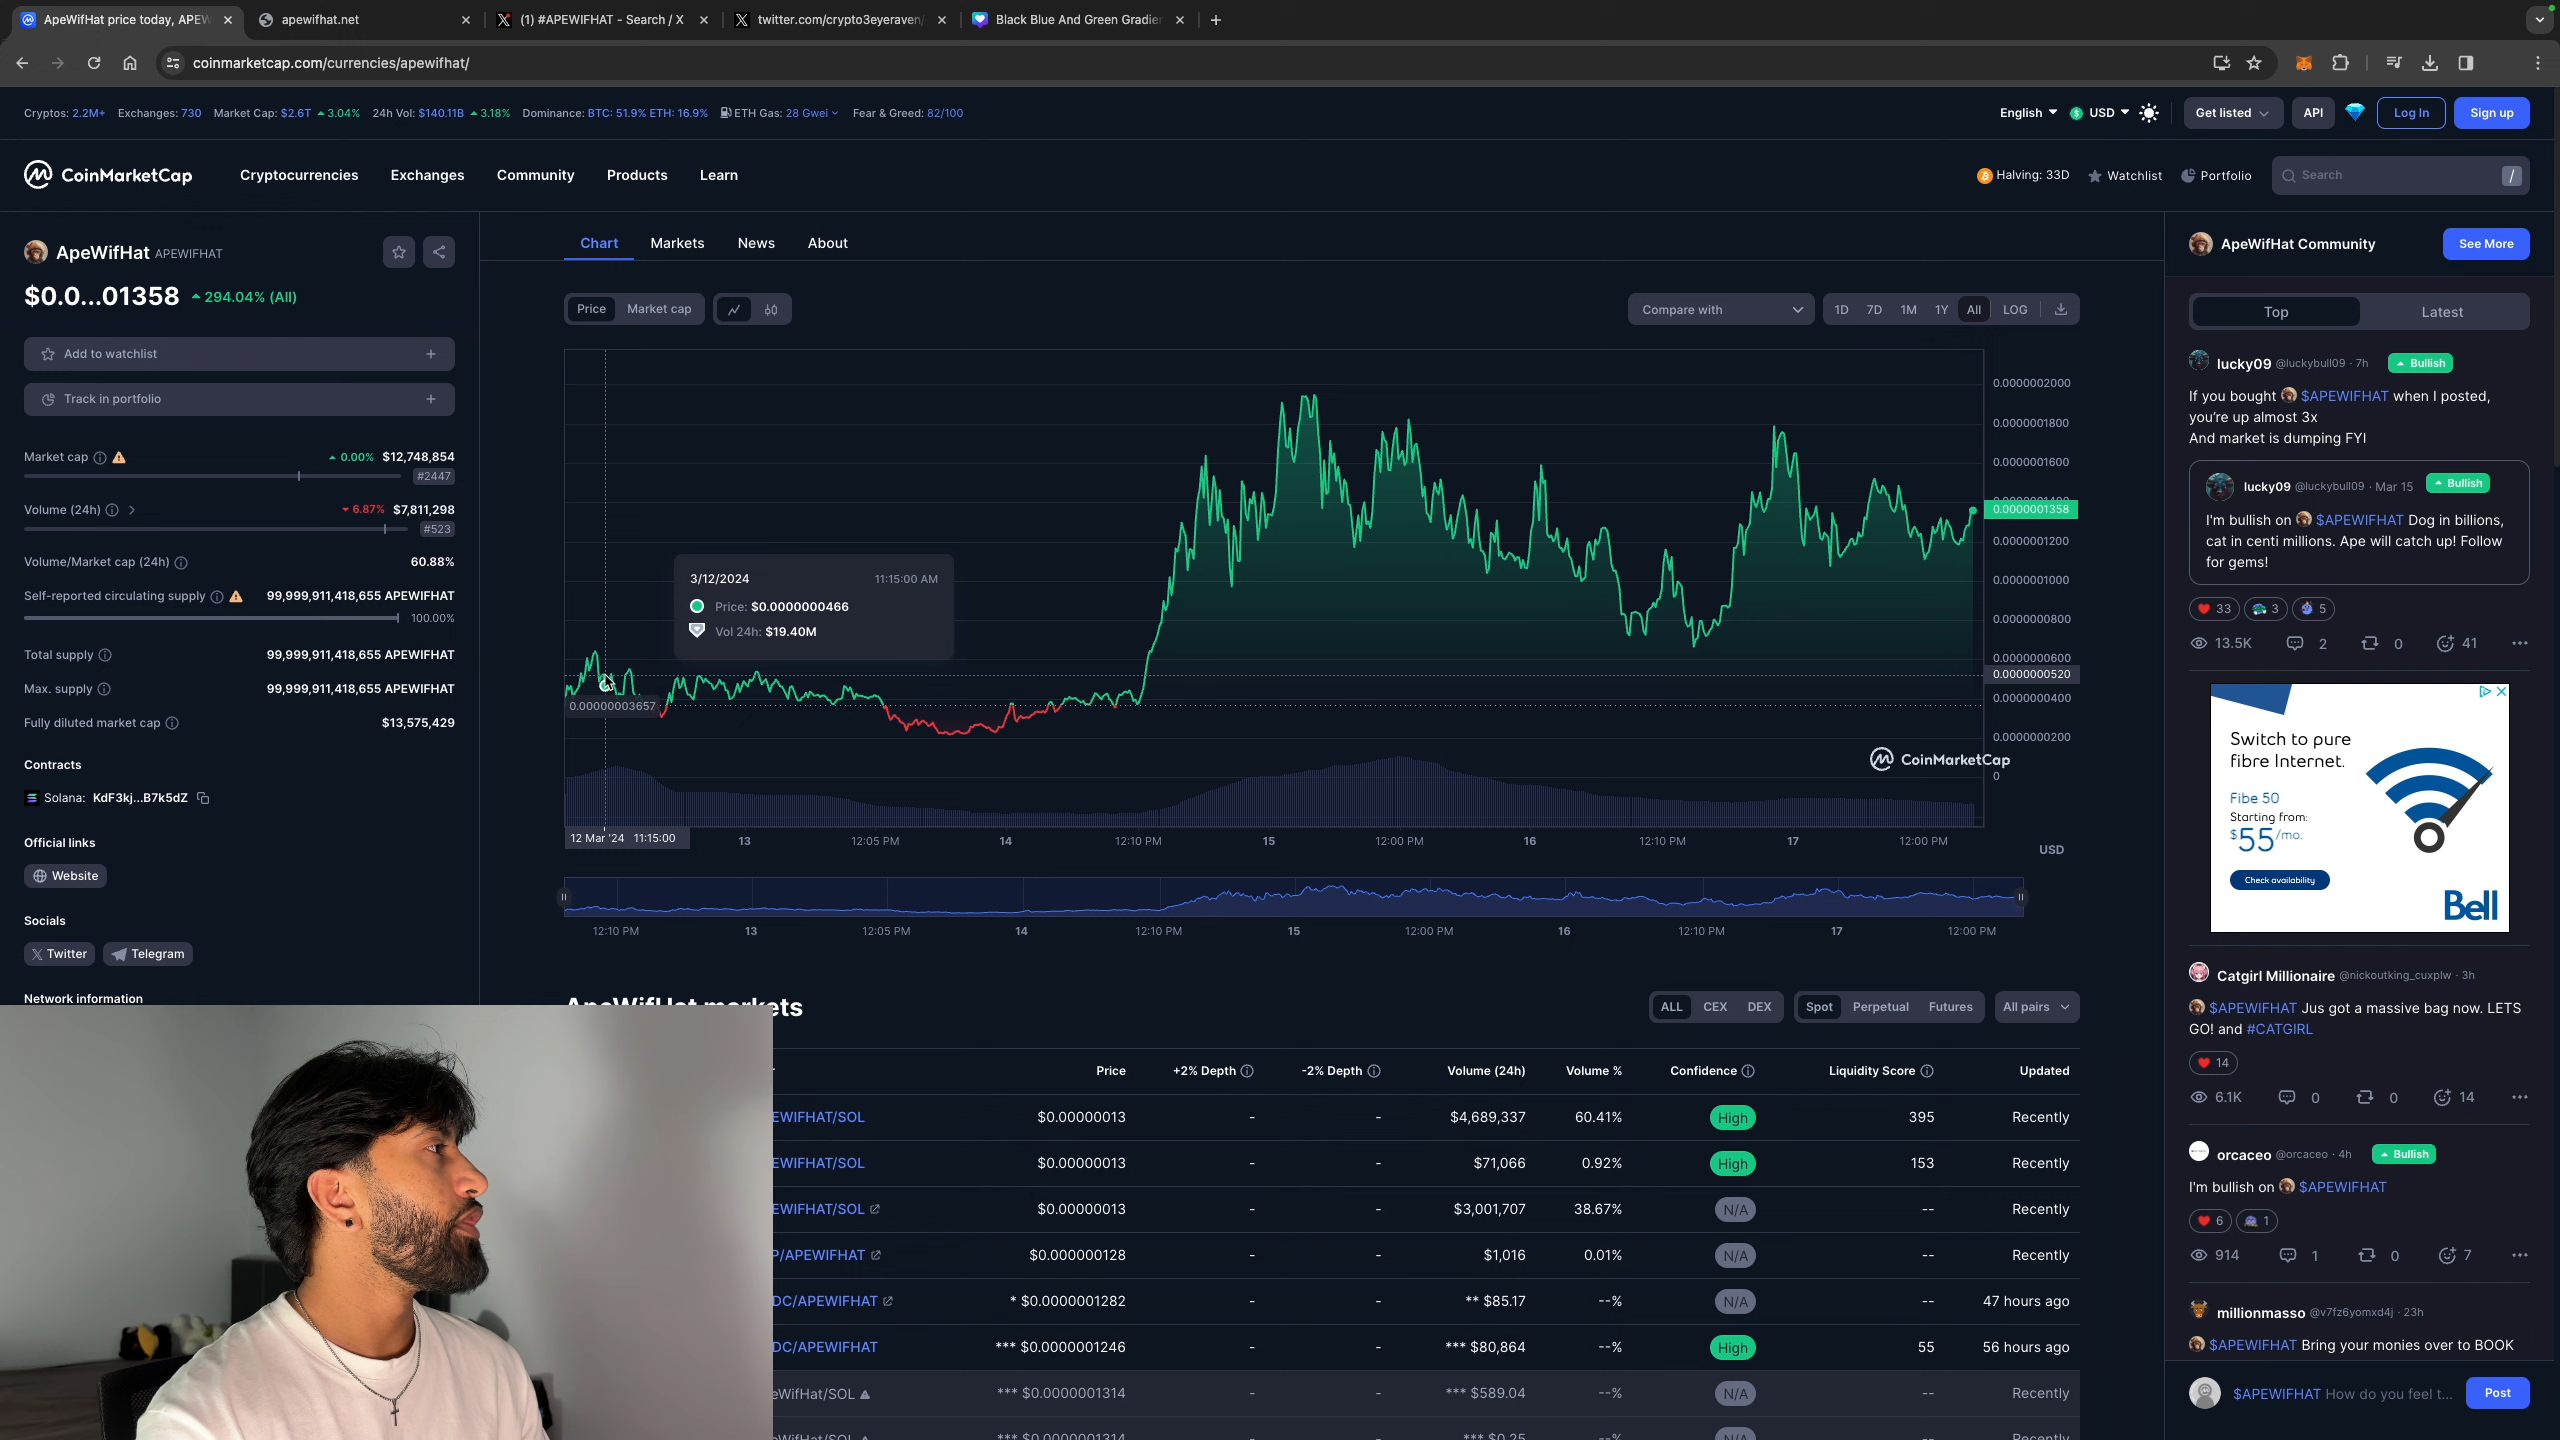 ApeWifHat price today, APEW
apewifhat.net
(1) #APEWIFHAT - Search / X
twitter.com/crypto3eyeraven/
Black Blue And Green Gradie
coinmarketcap.com/currencies/apewifhat/
Cryptos: 2.2M+ Exchanges: 730 Market Cap: $2.6T 3.04% 24h Vol: $140.11B 3.18% Dominance: BTC: 51.9% ETH: 16.9% ETH Gas: 28 Gwei Fear & Greed: 82/100
English USD Get listed API Log In Sign up
CoinMarketCap Cryptocurrencies Exchanges Community Products Learn
Halving: 33D Watchlist Portfolio Search /
ApeWifHat APEWIFHAT
$0.0...01358 294.04% (All)
Add to watchlist +
Track in portfolio +
Market cap 0.00% $12,748,854
#2447
Volume (24h) 6.87% $7,811,298
#523
Volume/Market cap (24h) 60.88%
Self-reported circulating supply 99,999,911,418,655 APEWIFHAT
100.00%
Total supply 99,999,911,418,655 APEWIFHAT
Max. supply 99,999,911,418,655 APEWIFHAT
Fully diluted market cap $13,575,429
Contracts
Solana: KdF3kj...B7k5dZ
Official links
Website
Socials
Twitter Telegram
Network information
Chart Markets News About
Price Market cap
Compare with 1D 7D 1M 1Y All LOG
0.0000002000
0.0000001800
0.0000001600
0.0000001358
0.0000001200
0.0000001000
0.0000000800
0.0000000600
0.0000000520
0.0000000400
0.0000000200
0
3/12/2024 11:15:00 AM
Price: $0.0000000466
Vol 24h: $19.40M
0.00000003657
CoinMarketCap
12 Mar '24 11:15:00 13 12:05 PM 14 12:10 PM 15 12:00 PM 16 12:10 PM 17 12:00 PM
USD
12:10 PM 13 12:05 PM 14 12:10 PM 15 12:00 PM 16 12:10 PM 17 12:00 PM
ApeWifHat markets
ALL CEX DEX Spot Perpetual Futures All pairs
Price +2% Depth -2% Depth Volume (24h) Volume % Confidence Liquidity Score Updated
EWIFHAT/SOL $0.00000013 - - $4,689,337 60.41% High 395 Recently
EWIFHAT/SOL $0.00000013 - - $71,066 0.92% High 153 Recently
EWIFHAT/SOL $0.00000013 - - $3,001,707 38.67% N/A -- Recently
P/APEWIFHAT $0.000000128 - - $1,016 0.01% N/A -- Recently
DC/APEWIFHAT * $0.0000001282 - - ** $85.17 --% N/A -- 47 hours ago
DC/APEWIFHAT *** $0.0000001246 - - *** $80,864 --% High 55 56 hours ago
eWifHat/SOL *** $0.0000001314 - - *** $589.04 --% N/A -- Recently
eWifHat/SOL *** $0.0000001314 *** $0.25 --% N/A Recently
ApeWifHat Community See More
Top Latest
lucky09 @luckybull09 · 7h Bullish
If you bought $APEWIFHAT when I posted,
you're up almost 3x
And market is dumping FYI
lucky09 @luckybull09 · Mar 15 Bullish
I'm bullish on $APEWIFHAT Dog in billions,
cat in centi millions. Ape will catch up! Follow
for gems!
33 3 5
13.5K 2 0 41
Switch to pure
fibre Internet.
Fibe 50
Starting from:
$55/mo.
Check availability
Bell
Catgirl Millionaire @nickoutking_cuxplw · 3h
$APEWIFHAT Jus got a massive bag now. LETS
GO! and #CATGIRL
14
6.1K 0 0 14
orcaceo @orcaceo · 4h Bullish
I'm bullish on $APEWIFHAT
6 1
914 1 0 7
millionmasso @v7fz6yomxd4j · 23h
$APEWIFHAT Bring your monies over to BOOK
$APEWIFHAT How do you feel t... Post